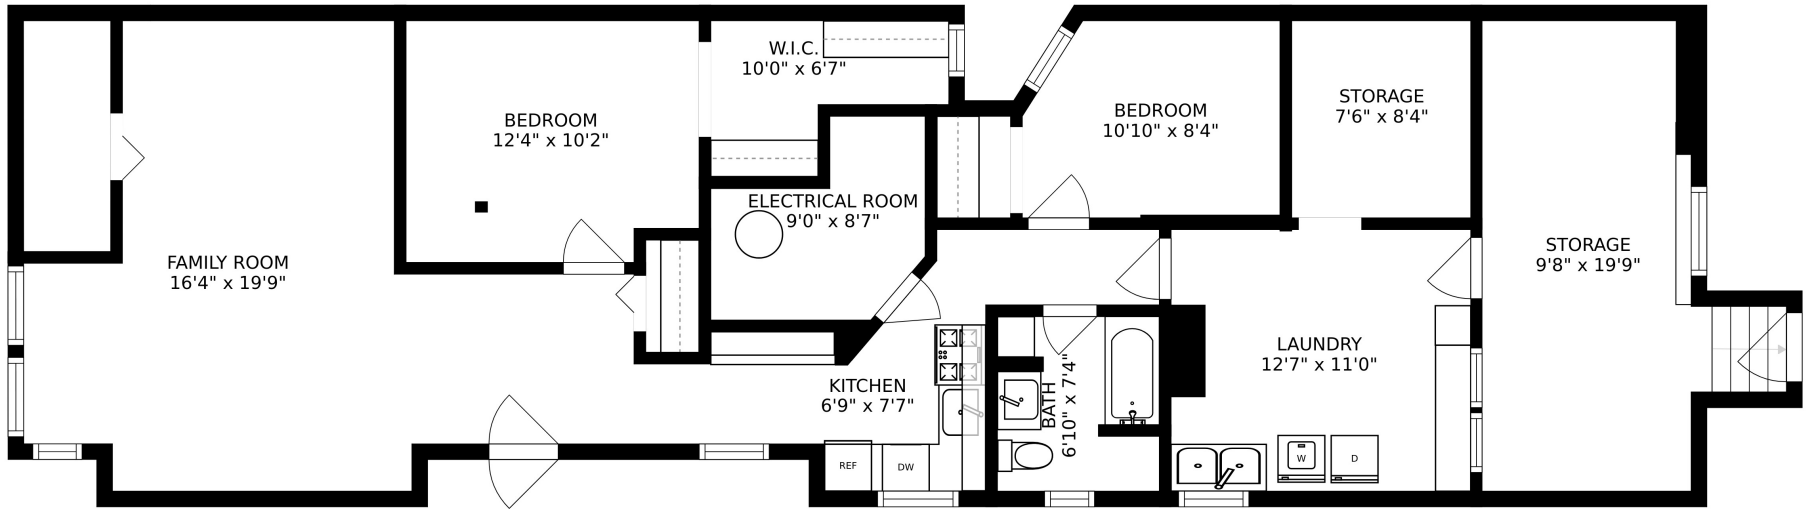 W.I.C.
10'0" x 6'7"
BEDROOM
12'4" x 10'2"
BEDROOM
10'10" x 8'4"
STORAGE
7'6" x 8'4"
ELECTRICAL ROOM
9'0" x 8'7"
FAMILY ROOM
16'4" x 19'9"
STORAGE
9'8" x 19'9"
LAUNDRY
12'7" x 11'0"
KITCHEN
6'9" x 7'7"
BATH
6'10" x 7'4"
REF
DW
W
D